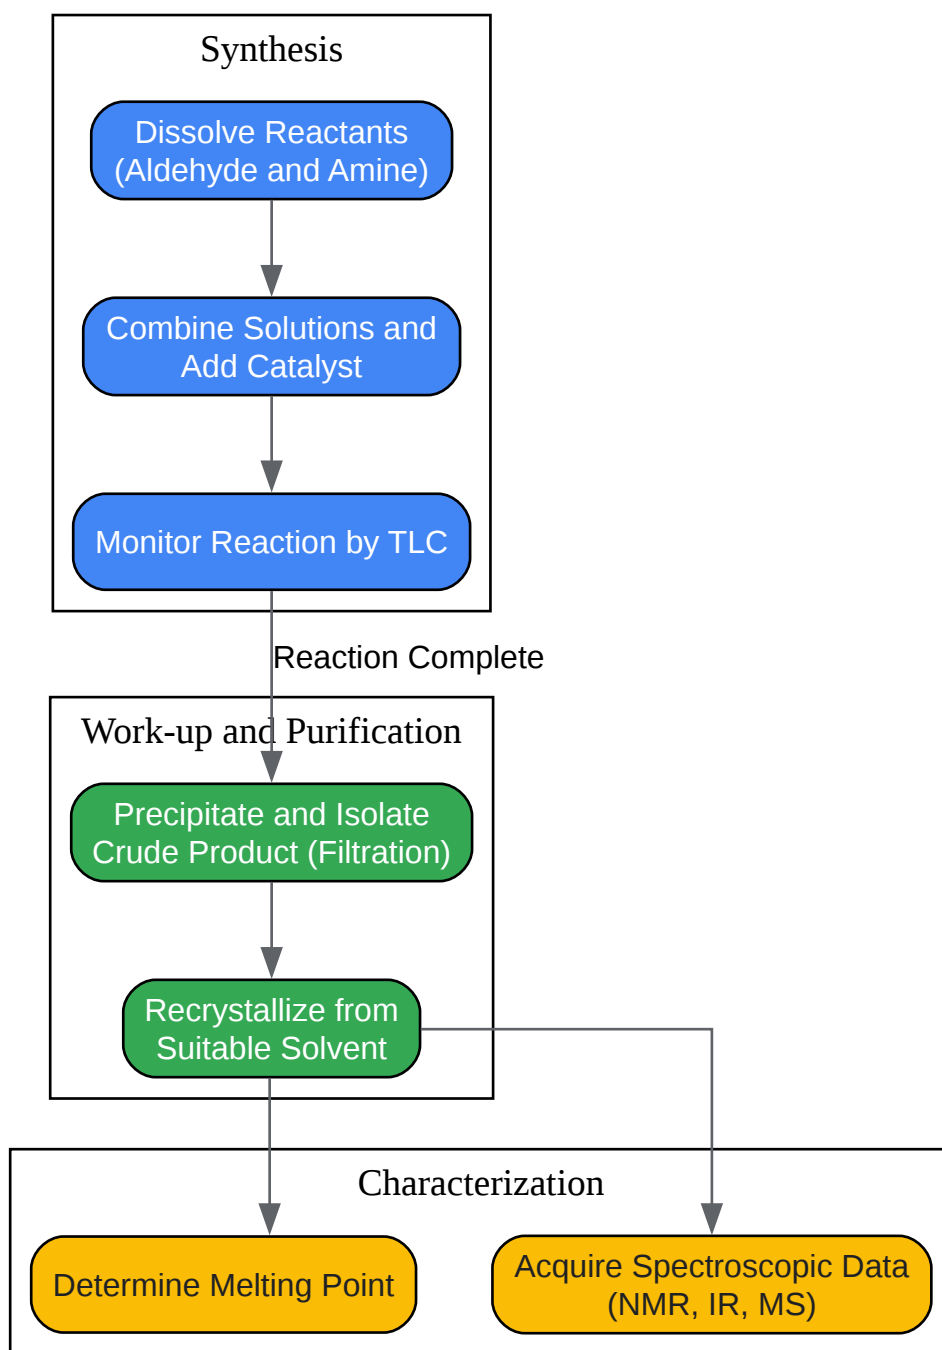 Synthesis
Dissolve Reactants
(Aldehyde and Amine)
Combine Solutions and
Add Catalyst
Monitor Reaction by TLC
Reaction Complete
Work-up and Purification
Precipitate and Isolate
Crude Product (Filtration)
Recrystallize from
Suitable Solvent
Characterization
Determine Melting Point
Acquire Spectroscopic Data
(NMR, IR, MS)